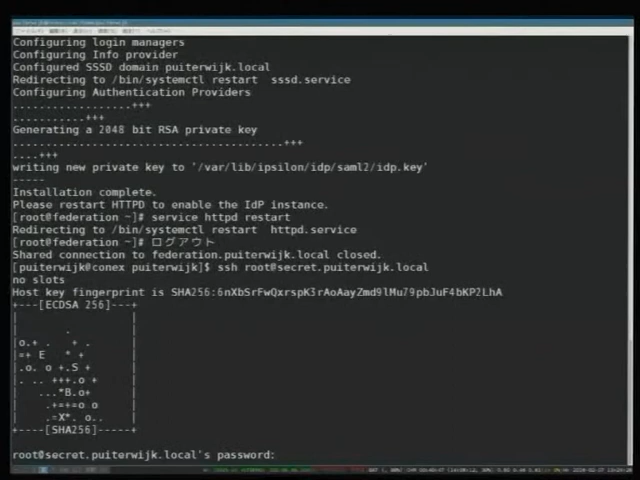 Configuring login managers
Configuring Info provider
Configured SSSD domain puiterwijk.local
Redirecting to /bin/systemctl restart  sssd.service
Configuring Authentication Providers
..................+++
...........+++
Generating a 2048 bit RSA private key
..........................................+++
....+++
writing new private key to '/var/lib/ipsilon/idp/saml2/idp.key'
-----
Installation complete.
Please restart HTTPD to enable the IdP instance.
[root@federation ~]# service httpd restart
Redirecting to /bin/systemctl restart  httpd.service
[root@federation ~]# ログアウト
Shared connection to federation.puiterwijk.local closed.
[puiterwijk@conex puiterwijk]$ ssh root@secret.puiterwijk.local
no slots
Host key fingerprint is SHA256:6nXbSrFwQxrspK3rAoAayZmd9lMu79pbJuF4bKP2LhA
+---[ECDSA 256]---+
|                 |
|       .         |
|o.+ .   + .      |
|=+ E   * +       |
|.o. o +.S +      |
|. .. +++.o +     |
|   ...*B.o+      |
|    .+=+=o o     |
|    .=X*. o..    |
+----[SHA256]-----+
root@secret.puiterwijk.local's password: